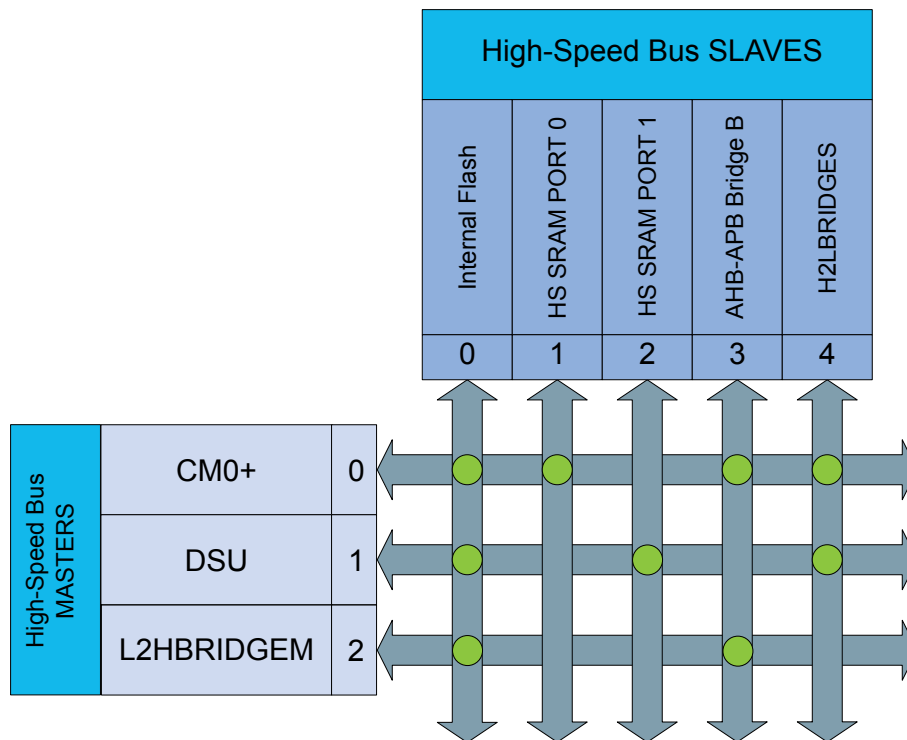 High-Speed Bus SLAVES
Internal Flash
HS SRAM PORT 0
HS SRAM PORT 1
AHB-APB Bridge B
H2LBRIDGES
0 1 2 3 4
High-Speed Bus
MASTERS
CM0+ 0
DSU 1
L2HBRIDGEM 2